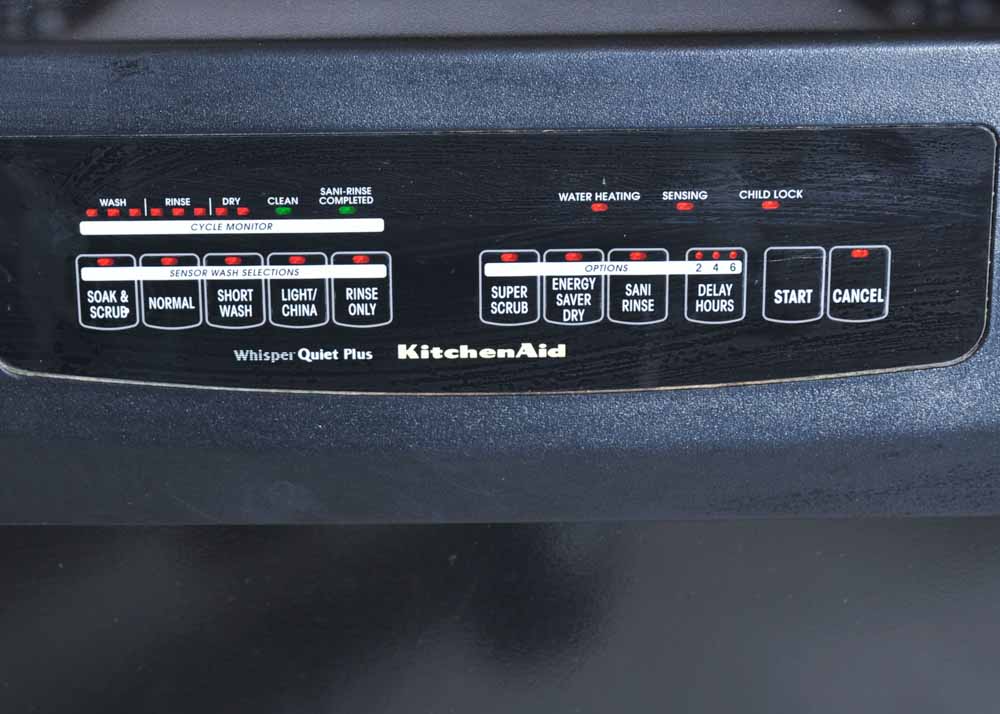 WASH RINSE DRY CLEAN SANI-RINSE
COMPLETED
CYCLE MONITOR
SENSOR WASH SELECTIONS
SOAK &
SCRUB
NORMAL
SHORT
WASH
LIGHT/
CHINA
RINSE
ONLY
WATER HEATING SENSING CHILD LOCK
OPTIONS 2 4 6
SUPER
SCRUB
ENERGY
SAVER
DRY
SANI
RINSE
DELAY
HOURS
START
CANCEL
Whisper Quiet Plus KitchenAid